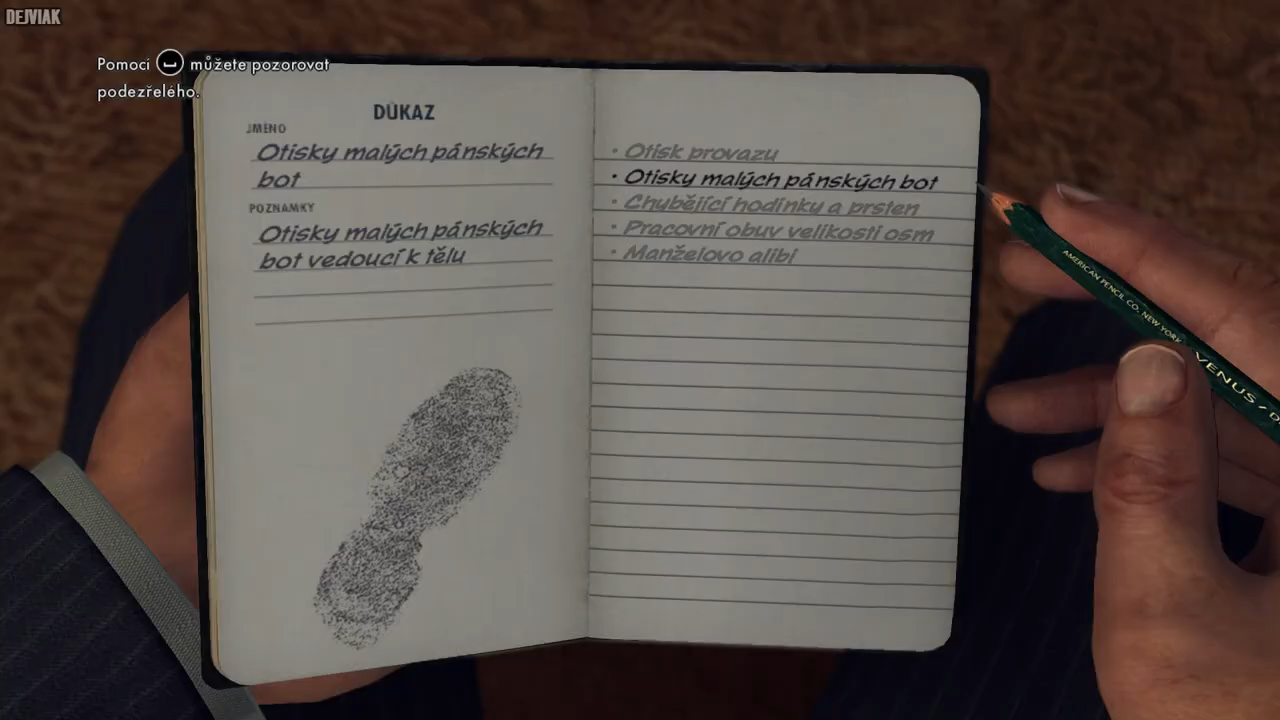 DEJVIAK
Pomocí můžete pozorovat
podezřelého.
DŮKAZ
JMÉNO
Otisky malých pánských
bot
POZNÁMKY
Otisky malých pánských
bot vedoucí k tělu
• Otisk provazu
• Otisky malých pánských bot
• Chubějící hodinky a prsten
• Pracovní obuv velikosti osm
• Manželovo alibi
AMERICAN PENCIL CO. NEW YORK
VENUS